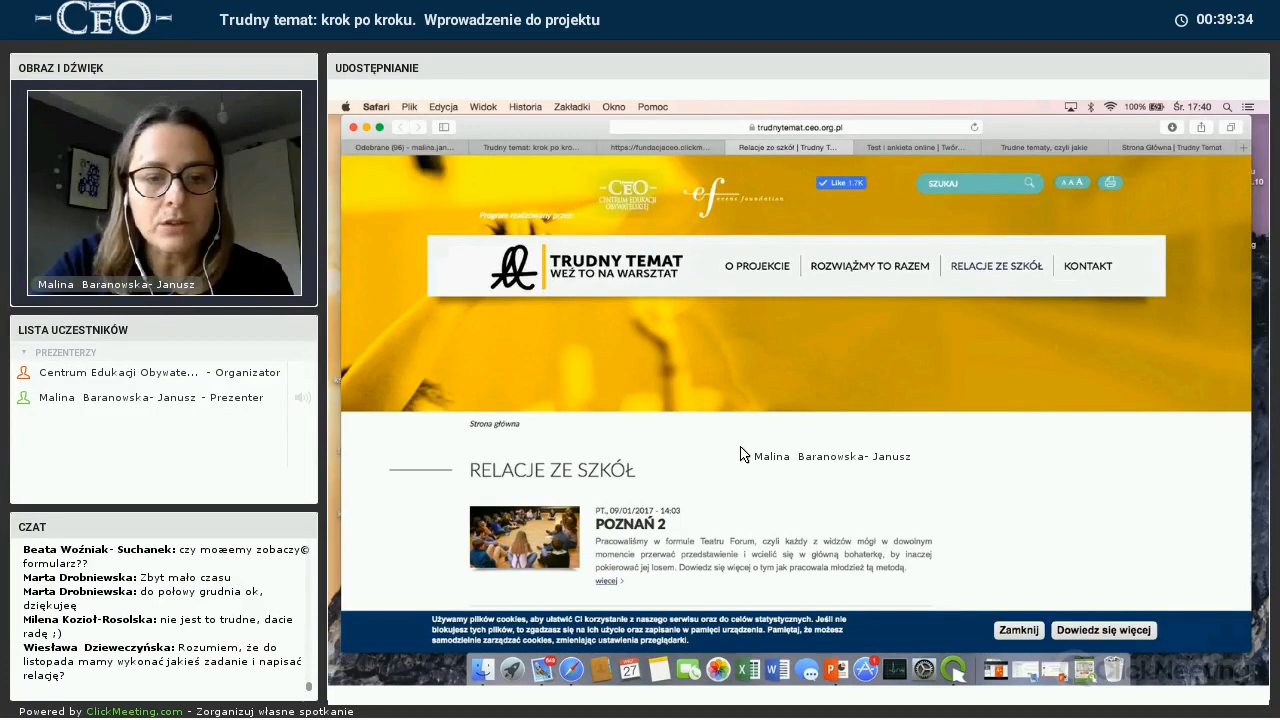 CEO
Trudny temat: krok po kroku. Wprowadzenie do projektu
00:39:34
OBRAZ I DŹWIĘK
Malina Baranowska- Janusz
LISTA UCZESTNIKÓW
PREZENTERZY
Centrum Edukacji Obywate... - Organizator
Malina Baranowska- Janusz - Prezenter
CZAT
Beata Woźniak- Suchanek: czy możemy zobaczy©
formularz??
Marta Drobniewska: Zbyt mało czasu
Marta Drobniewska: do połowy grudnia ok,
dziękujeę
Milena Kozioł-Rosolska: nie jest to trudne, dacie
radę ;)
Wiesława Dzieweczyńska: Rozumiem, że do
listopada mamy wykonać jakieś zadanie i napisać
relację?
UDOSTĘPNIANIE
Safari Plik Edycja Widok Historia Zakładki Okno Pomoc
100% Śr. 17:40
trudnytemat.ceo.org.pl
Odebrane (96) - malina.jan...
Trudny temat: krok po kro...
https://fundacjaceo.clickm...
Relacje ze szkół | Trudny T...
Test i ankieta online | Twór...
Trudne tematy, czyli jakie
Strona Główna | Trudny Temat
Program realizowany przez:
CEO
CENTRUM EDUKACJI
OBYWATELSKIEJ
ef
evens foundation
Like 1.7K
SZUKAJ
A A A
TRUDNY TEMAT
WEŹ TO NA WARSZTAT
O PROJEKCIE
ROZWIĄŻMY TO RAZEM
RELACJE ZE SZKÓŁ
KONTAKT
Strona główna
Malina Baranowska- Janusz
RELACJE ZE SZKÓŁ
PT., 09/01/2017 - 14:03
POZNAŃ 2
Pracowaliśmy w formule Teatru Forum, czyli każdy z widzów mógł w dowolnym
momencie przerwać przedstawienie i wcielić się w główną bohaterkę, by inaczej
pokierować jej losem. Dowiedz się więcej o tym jak pracowala młodzież tą metodą.
więcej >
Używamy plików cookies, aby ułatwić Ci korzystanie z naszego serwisu oraz do celów statystycznych. Jeśli nie
blokujesz tych plików, to zgadzasz się na ich użycie oraz zapisanie w pamięci urządzenia. Pamiętaj, że możesz
samodzielnie zarządzać cookies, zmieniając ustawienia przeglądarki.
Zamknij
Dowiedz się więcej
27
Powered by ClickMeeting.com - Zorganizuj własne spotkanie